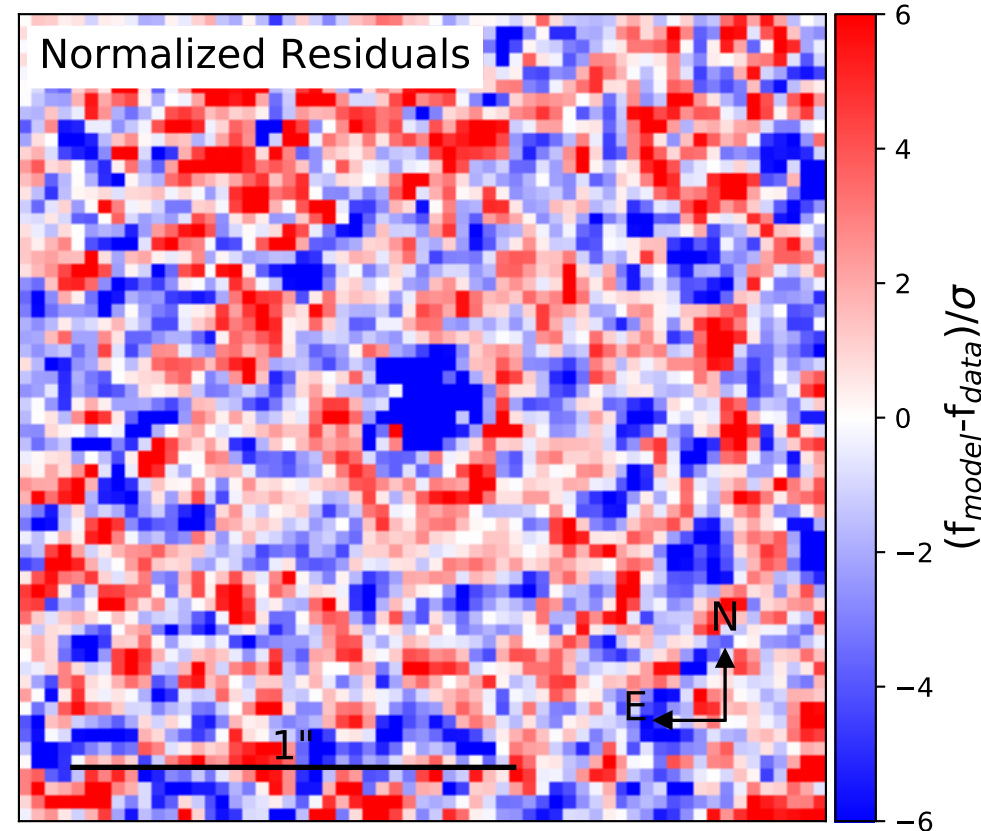 Normalized Residuals
6
4
2
0
−2
−4
−6
(f_model-f_data)/σ
N
E
1"